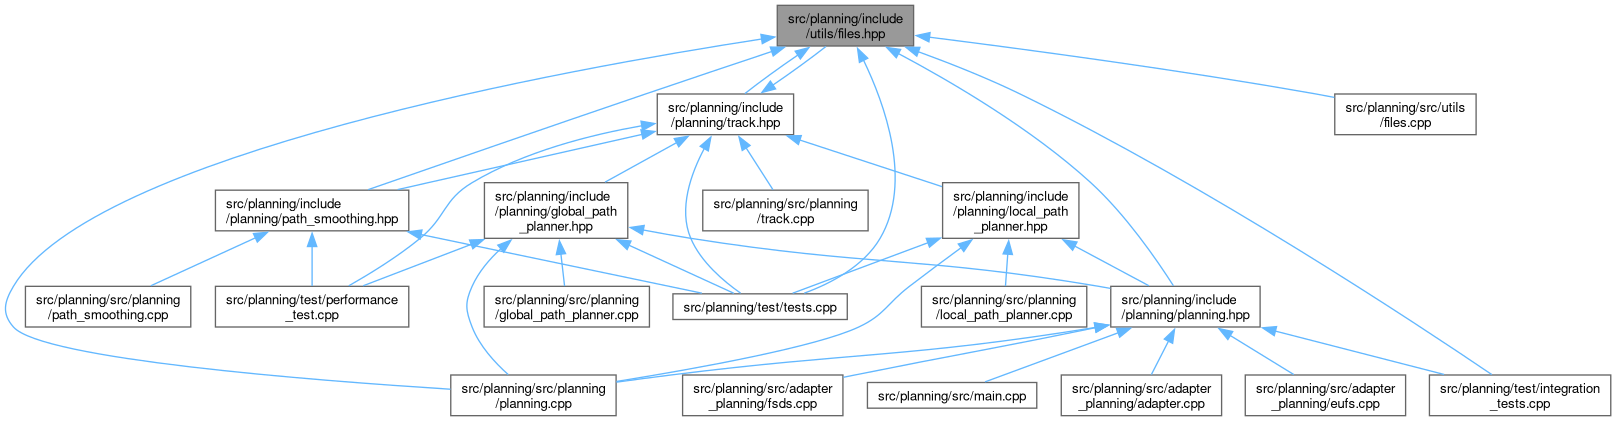 src/planning/include
/utils/files.hpp
src/planning/include
/planning/track.hpp
src/planning/src/utils
/files.cpp
src/planning/include
/planning/path_smoothing.hpp
src/planning/include
/planning/global_path
_planner.hpp
src/planning/src/planning
/track.cpp
src/planning/include
/planning/local_path
_planner.hpp
src/planning/src/planning
/path_smoothing.cpp
src/planning/test/performance
_test.cpp
src/planning/src/planning
/global_path_planner.cpp
src/planning/test/tests.cpp
src/planning/src/planning
/local_path_planner.cpp
src/planning/include
/planning/planning.hpp
src/planning/src/planning
/planning.cpp
src/planning/src/adapter
_planning/fsds.cpp
src/planning/src/main.cpp
src/planning/src/adapter
_planning/adapter.cpp
src/planning/src/adapter
_planning/eufs.cpp
src/planning/test/integration
_tests.cpp